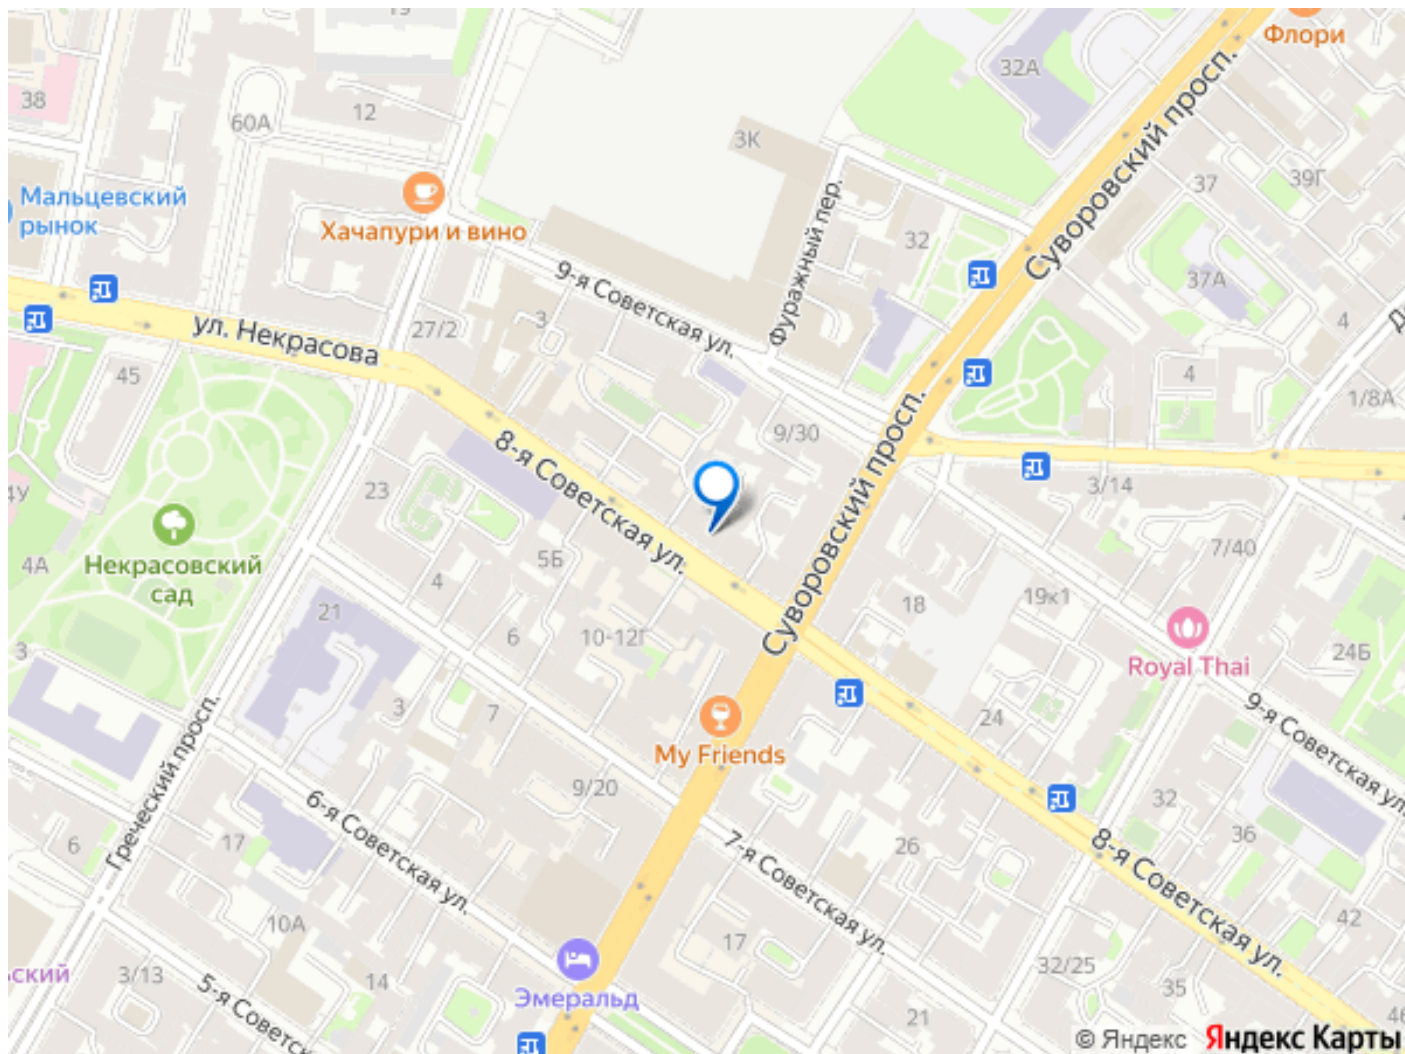 19
Флори
32А
Суворовский просп.
38
12
60А
3К
Мальцевский
рынок
Хачапури и вино
Фуражный пер.
37
39Г
32
9-я Советская ул.
37А
ул. Некрасова
27/2
3
4
45
4
1/8А
9/30
8-я Советская ул.
Суворовский просп.
23
3/14
4У
Некрасовский
сад
4А
5Б
4
7/40
21
6
10-12Г
18
19к1
Royal Thai
24Б
3
3
7
My Friends
24
9-я Советская ул.
Греческий просп.
9/20
6-я Советская ул.
7-я Советская ул.
32
36
6
17
26
8-я Советская ул.
10А
17
42
ьский
3/13
14
5-я Советс
Эмеральд
32/25
35
21
© Яндекс Яндекс Карты